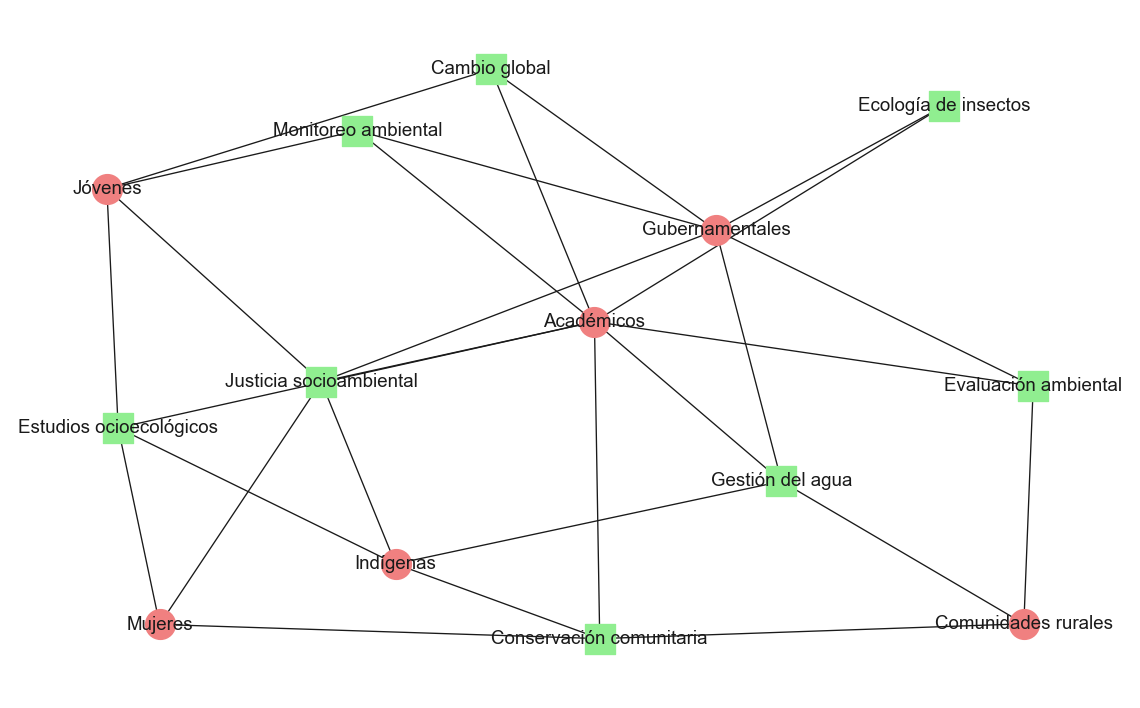 Cambio global
Ecología de insectos
Monitoreo ambiental
Jóvenes
Gubernamentales
Académicos
Justicia socioambiental
Evaluación ambiental
Estudios ocioecológicos
Gestión del agua
Indígenas
Mujeres
Conservación comunitaria
Comunidades rurales